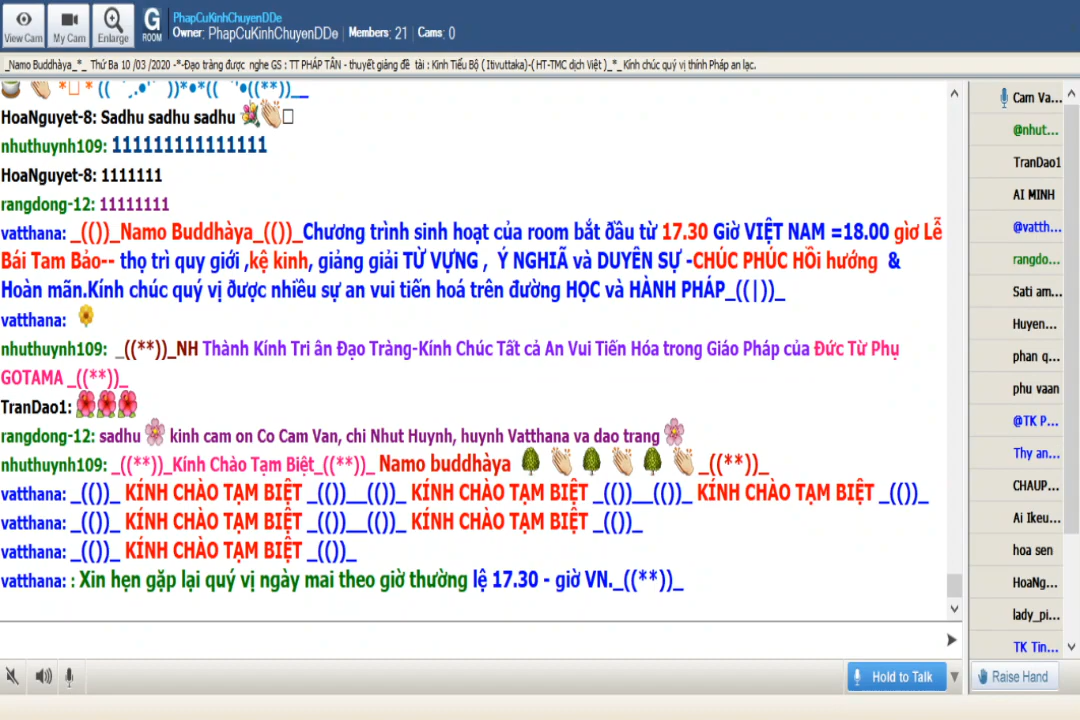 View Cam
My Cam
Enlarge
G
ROOM
PhapCuKinhChuyenDDe
Owner: PhapCuKinhChuyenDDe | Members: 21 | Cams: 0
_Namo Buddhàya_*_ Thứ Ba 10 /03 /2020 -*-Đạo tràng được nghe GS : TT PHÁP TÂN - thuyết giảng đề tài : Kinh Tiểu Bộ ( Itivuttaka)-( HT-TMC dịch Việt )_*_ Kính chúc quý vị thính Pháp an lạc.
HoaNguyet-8: Sadhu sadhu sadhu
nhuthuynh109: 111111111111111
HoaNguyet-8: 1111111
rangdong-12: 11111111
vatthana: _(())_Namo Buddhàya_(())_Chương trình sinh hoạt của room bắt đầu từ 17.30 Giờ VIỆT NAM =18.00 giơ Lễ
Bái Tam Bảo-- thọ trì quy giới ,kệ kinh, giảng giải TỪ VỰNG , Ý NGHIÃ và DUYÊN SỰ -CHÚC PHÚC HỒi hướng &
Hoàn mãn.Kính chúc quý vị được nhiều sự an vui tiến hoá trên đường HỌC và HÀNH PHÁP_((|))_
vatthana:
nhuthuynh109: _((**))_NH Thành Kính Tri ân Đạo Tràng-Kính Chúc Tất cả An Vui Tiến Hóa trong Giáo Pháp của Đức Từ Phụ
GOTAMA _((**))_
TranDao1:
rangdong-12: sadhu kinh cam on Co Cam Van, chi Nhut Huynh, huynh Vatthana va dao trang
nhuthuynh109: _((**))_Kính Chào Tạm Biệt_((**))_ Namo buddhàya _((**))_
vatthana: _(())_ KÍNH CHÀO TẠM BIỆT _(())__(())_ KÍNH CHÀO TẠM BIỆT _(())__(())_ KÍNH CHÀO TẠM BIỆT _(())_
vatthana: _(())_ KÍNH CHÀO TẠM BIỆT _(())__(())_ KÍNH CHÀO TẠM BIỆT _(())_
vatthana: _(())_ KÍNH CHÀO TẠM BIỆT _(())_
vatthana: : Xin hẹn gặp lại quý vị ngày mai theo giờ thường lệ 17.30 - giờ VN._((**))_
Cam Va...
@nhut...
TranDao1
AI MINH
@vatth...
rangdo...
Sati am...
Huyen...
phan q...
phu vaan
@TK P...
Thy an...
CHAUP...
Ai Ikeu...
hoa sen
HoaNg...
lady_pi...
TK Tin...
Hold to Talk
Raise Hand